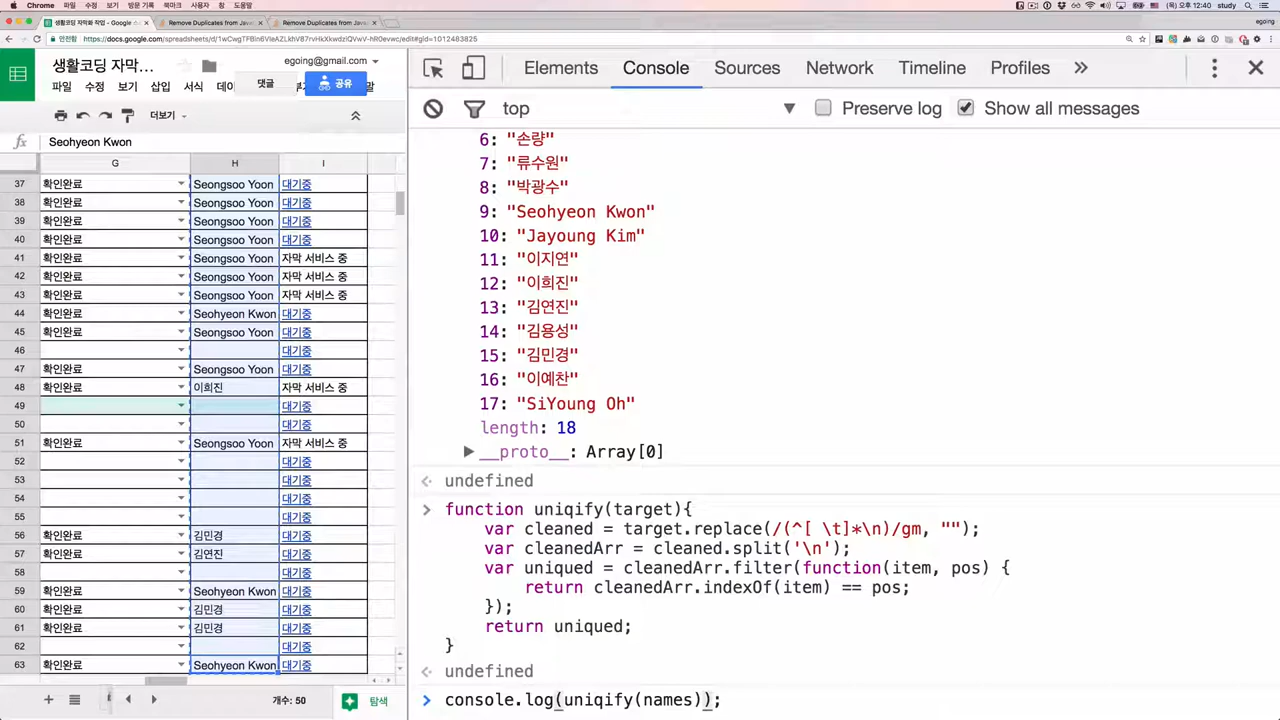 Chrome 파일 수정 보기 방문 기록 북마크 사용자 창 도움말
study (목) 오후 12:40
생활코딩 자막화 작업 - Google
Remove Duplicates from Java
Remove Duplicates from Java
egoing
안전함 https://docs.google.com/spreadsheets/d/1wCwgTFBin6VIeAZLkhV87rvHkXkwdzlQVwV-hR0evwc/edit#gid=1012483825
생활코딩 자막...
egoing@gmail.com
파일 수정 보기 삽입 서식
댓글
공유
더보기
fx Seohyeon Kwon
G H I
37 확인완료 Seongsoo Yoon 대기중
38 확인완료 Seongsoo Yoon 대기중
39 확인완료 Seongsoo Yoon 대기중
40 확인완료 Seongsoo Yoon 대기중
41 확인완료 Seongsoo Yoon 자막 서비스 중
42 확인완료 Seongsoo Yoon 자막 서비스 중
43 확인완료 Seongsoo Yoon 자막 서비스 중
44 확인완료 Seohyeon Kwon 대기중
45 확인완료 Seongsoo Yoon 대기중
46 대기중
47 확인완료 Seongsoo Yoon 대기중
48 확인완료 이희진 자막 서비스 중
49 대기중
50 대기중
51 확인완료 Seongsoo Yoon 자막 서비스 중
52 대기중
53 대기중
54 대기중
55 대기중
56 확인완료 김민경 대기중
57 확인완료 김연진 대기중
58 대기중
59 확인완료 Seohyeon Kwon 대기중
60 확인완료 김민경 대기중
61 확인완료 김민경 대기중
62 대기중
63 확인완료 Seohyeon Kwon 대기중
개수: 50
탐색
Elements Console Sources Network Timeline Profiles
top Preserve log Show all messages
6: "손량"
7: "류수원"
8: "박광수"
9: "Seohyeon Kwon"
10: "Jayoung Kim"
11: "이지연"
12: "이희진"
13: "김연진"
14: "김용성"
15: "김민경"
16: "이예찬"
17: "SiYoung Oh"
length: 18
__proto__: Array[0]
undefined
function uniqify(target){
var cleaned = target.replace(/(^[ \t]*\n)/gm, "");
var cleanedArr = cleaned.split('\n');
var uniqued = cleanedArr.filter(function(item, pos) {
return cleanedArr.indexOf(item) == pos;
});
return uniqued;
}
undefined
console.log(uniqify(names));